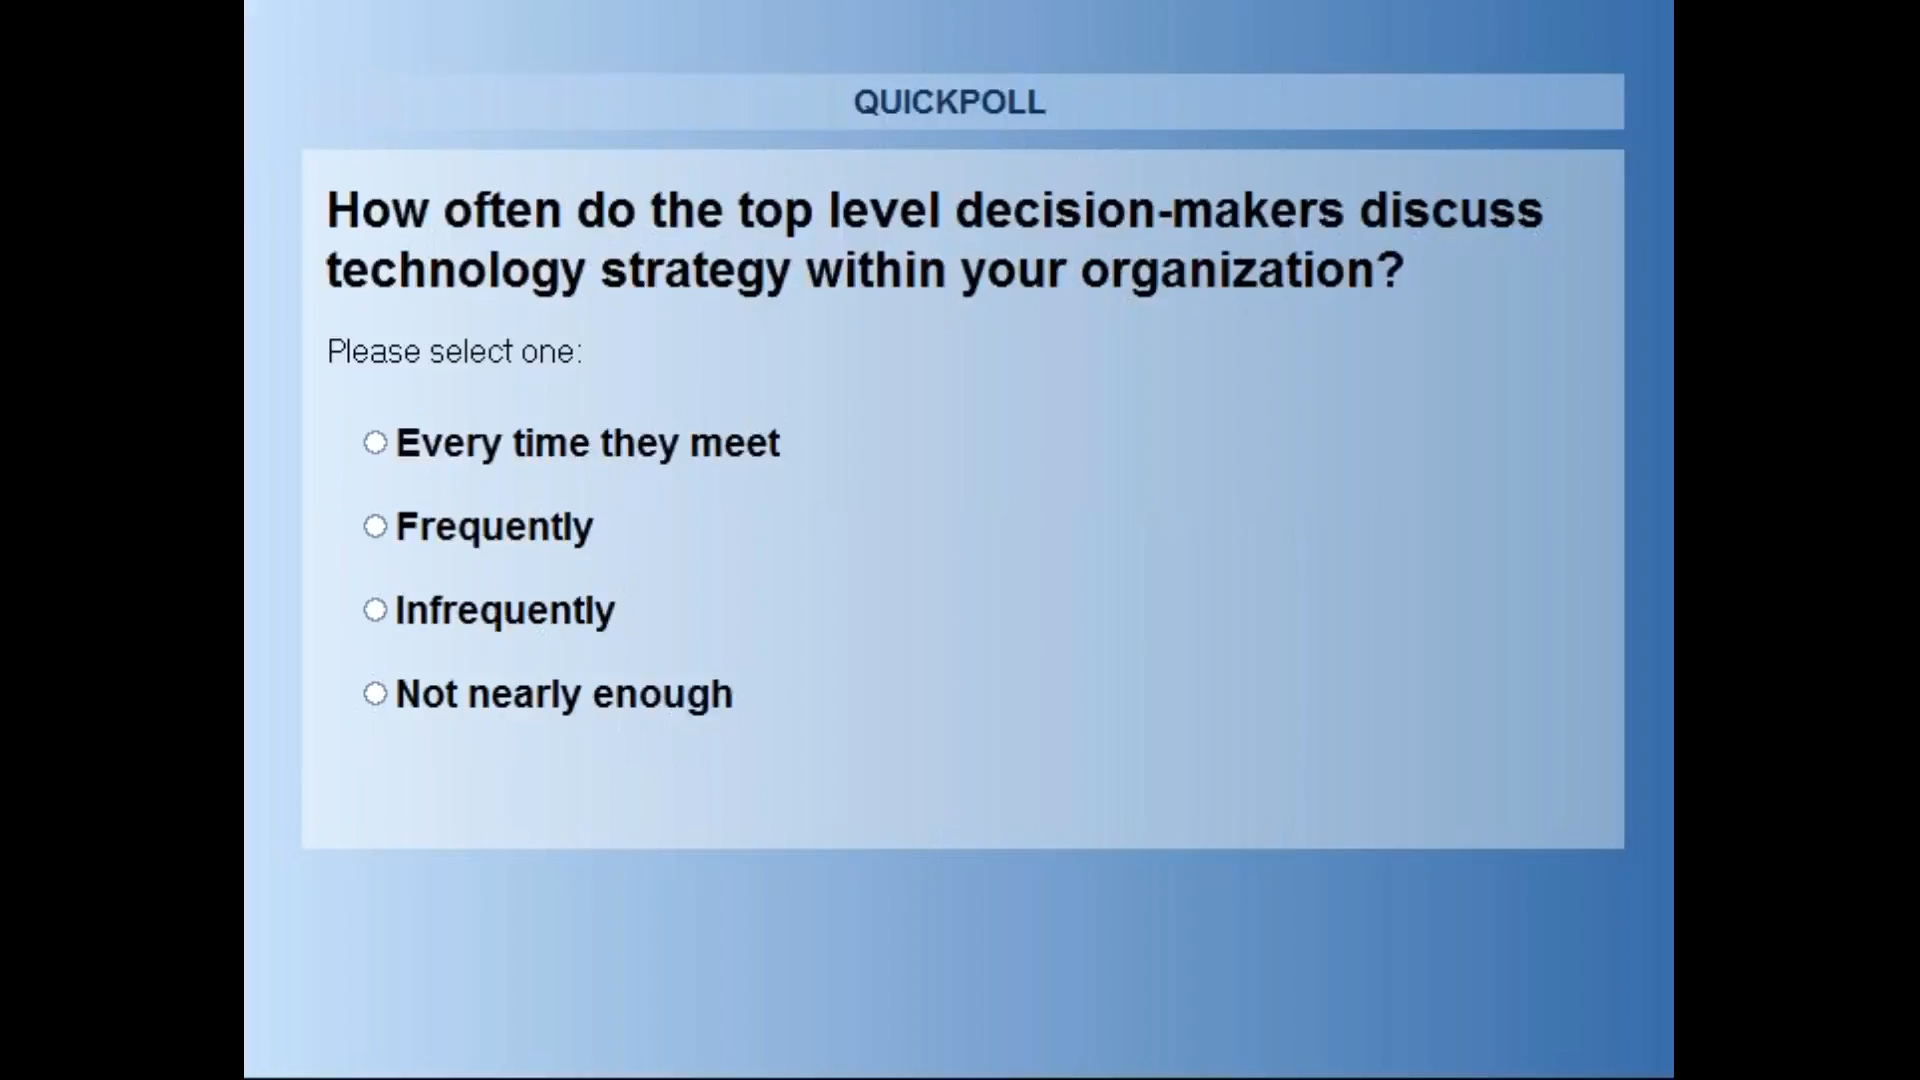 QUICKPOLL
How often do the top level decision-makers discuss
technology strategy within your organization?
Please select one:
Every time they meet
Frequently
Infrequently
Not nearly enough